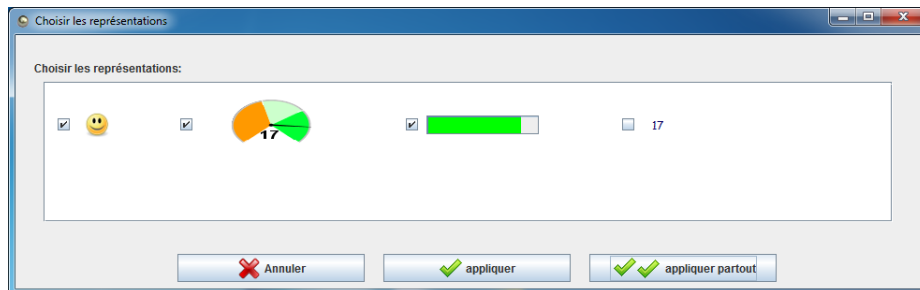 Choisir les représentations
Choisir les représentations:
17
17
Annuler
appliquer
appliquer partout